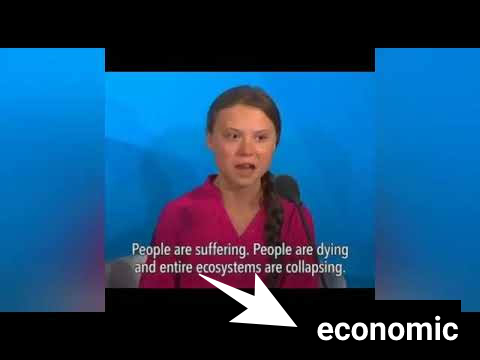 People are suffering. People are dying
and entire ecosystems are collapsing.
economic